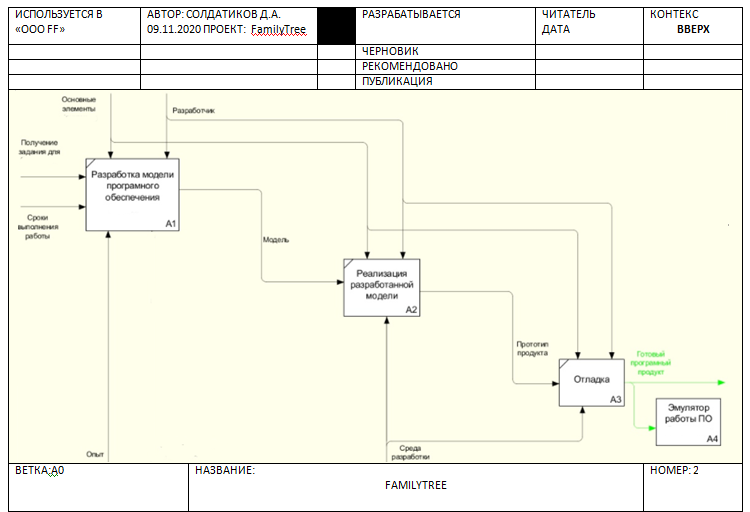 ИСПОЛЬЗУЕТСЯ В
«ООО FF»
АВТОР: СОЛДАТИКОВ Д.А.
09.11.2020 ПРОЕКТ: FamilyTree
РАЗРАБАТЫВАЕТСЯ
ЧИТАТЕЛЬ
ДАТА
КОНТЕКС
ВВЕРХ
ЧЕРНОВИК
РЕКОМЕНДОВАНО
ПУБЛИКАЦИЯ
Основные
элементы
Разработчик
Получение
задания для
Разработка модели
програмного
обеспечения
A1
Сроки
выполнения
работы
Модель
Реализация
разработанной
модели
A2
Прототип
продукта
Готовый
програмный
продукт
Отладка
A3
Эмулятор
работы ПО
A4
Опыт
Среда
разработки
ВЕТКА:А0
НАЗВАНИЕ:
FAMILYTREE
НОМЕР: 2